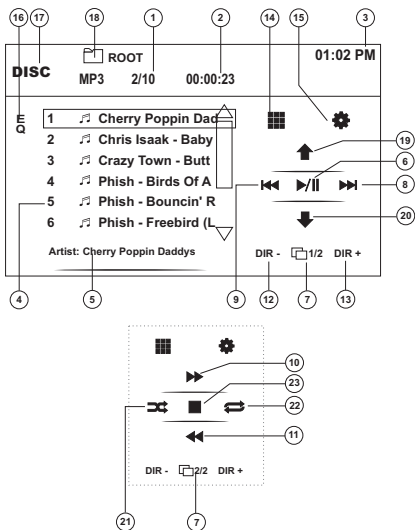 16 17 18 1 2 14 15 3
ROOT
01:02 PM
DISC
MP3 2/10 00:00:23
EQ
1 Cherry Poppin Dad
2 Chris Isaak - Baby
3 Crazy Town - Butt
4 Phish - Birds Of A
5 Phish - Bouncin' R
6 Phish - Freebird (L
19
6
8
20
Artist: Cherry Poppin Daddys
DIR - 1/2 DIR +
4 5 9 12 7 13
10
23
22
11
DIR - 2/2 DIR +
21 7